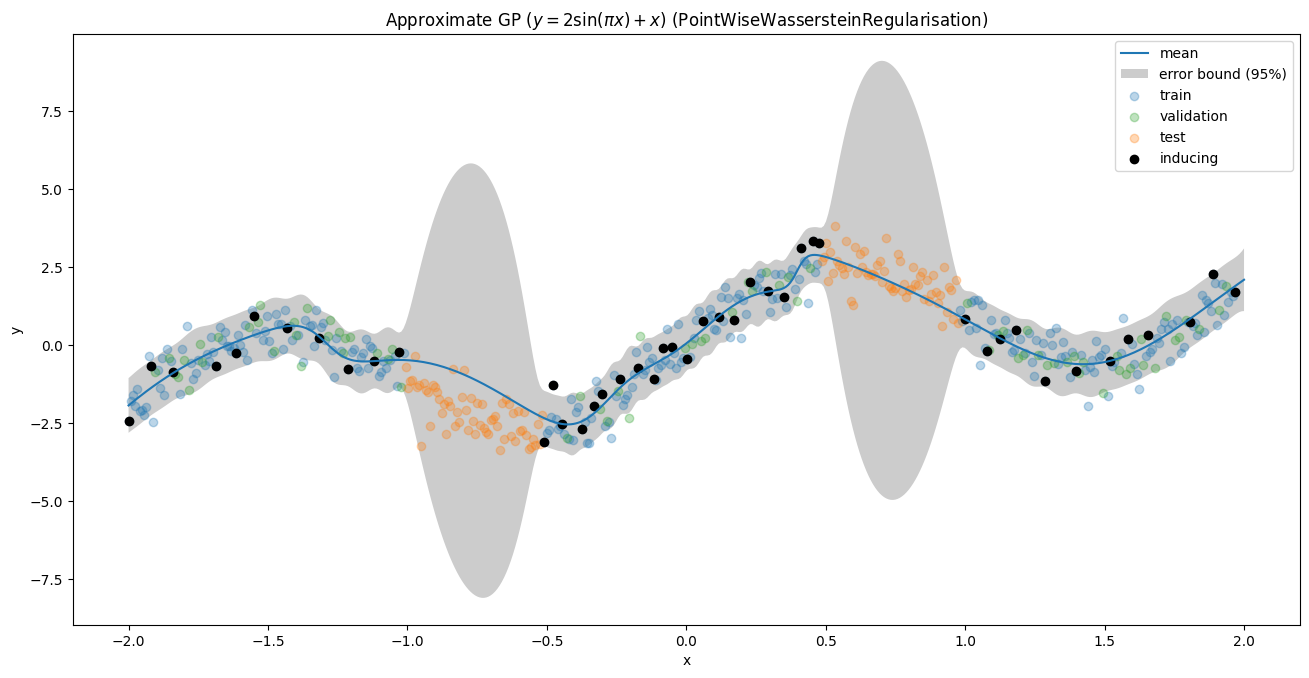 Approximate GP (y = 2sin(πx) + x) (PointWiseWassersteinRegularisation)
mean
error bound (95%)
train
validation
test
inducing
y
7.5
5.0
2.5
0.0
−2.5
−5.0
−7.5
−2.0 −1.5 −1.0 −0.5 0.0 0.5 1.0 1.5 2.0
x